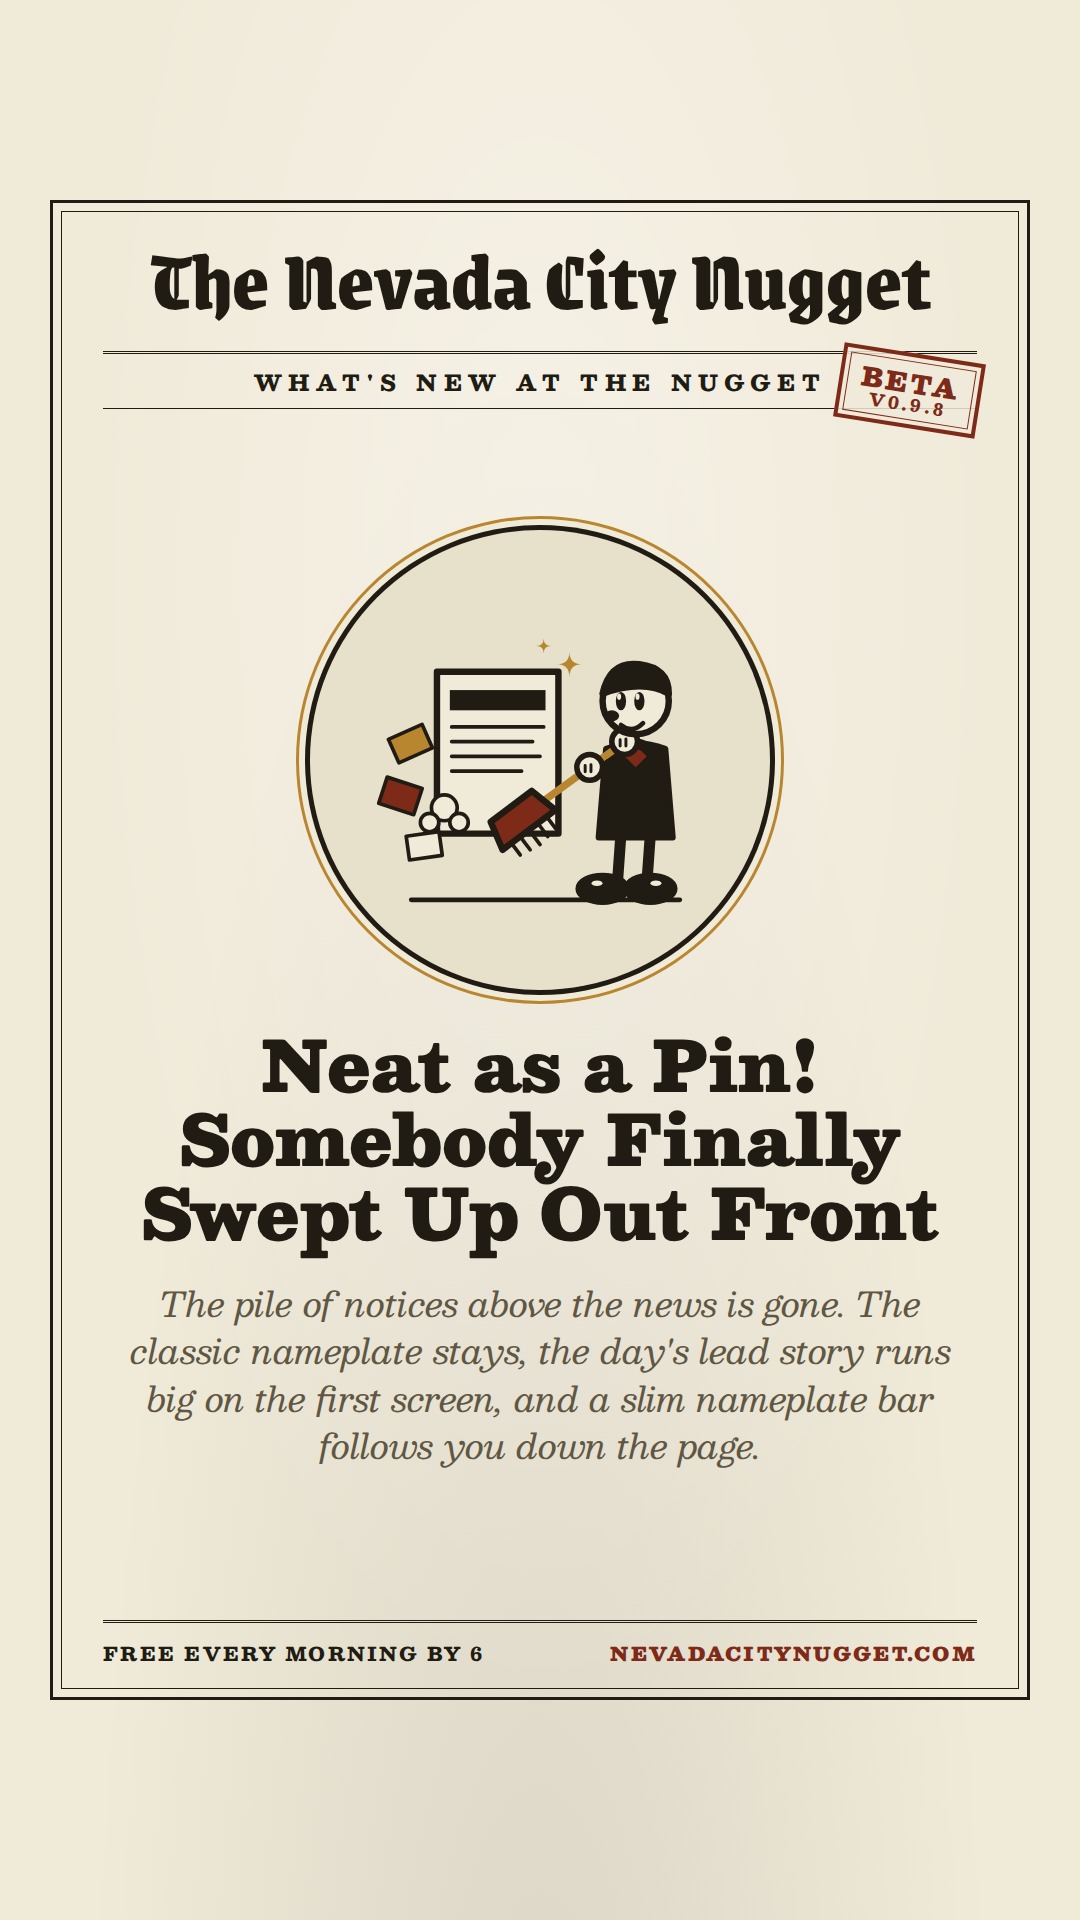 The Nevada City Nugget
WHAT'S NEW AT THE NUGGET
BETA
V0.9.8
Neat as a Pin!
Somebody Finally
Swept Up Out Front
The pile of notices above the news is gone. The
classic nameplate stays, the day's lead story runs
big on the first screen, and a slim nameplate bar
follows you down the page.
FREE EVERY MORNING BY 6
NEVADACITYNUGGET.COM